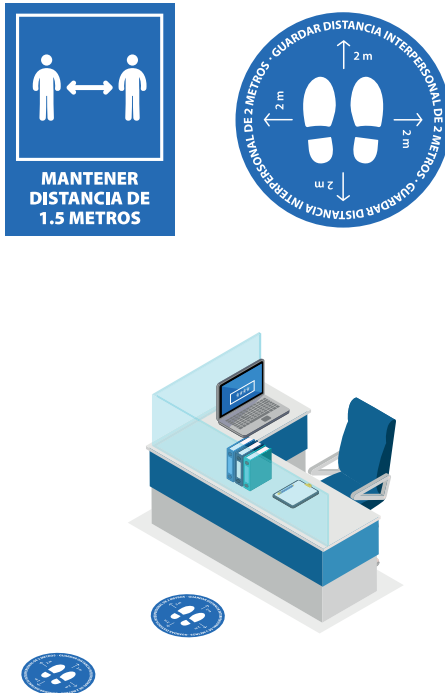 MANTENER
DISTANCIA DE
1.5 METROS
GUARDAR DISTANCIA INTERPERSONAL DE 2 METROS · GUARDAR DISTANCIA INTERPERSONAL DE 2 METROS ·
2 m
2 m
2 m
2 m